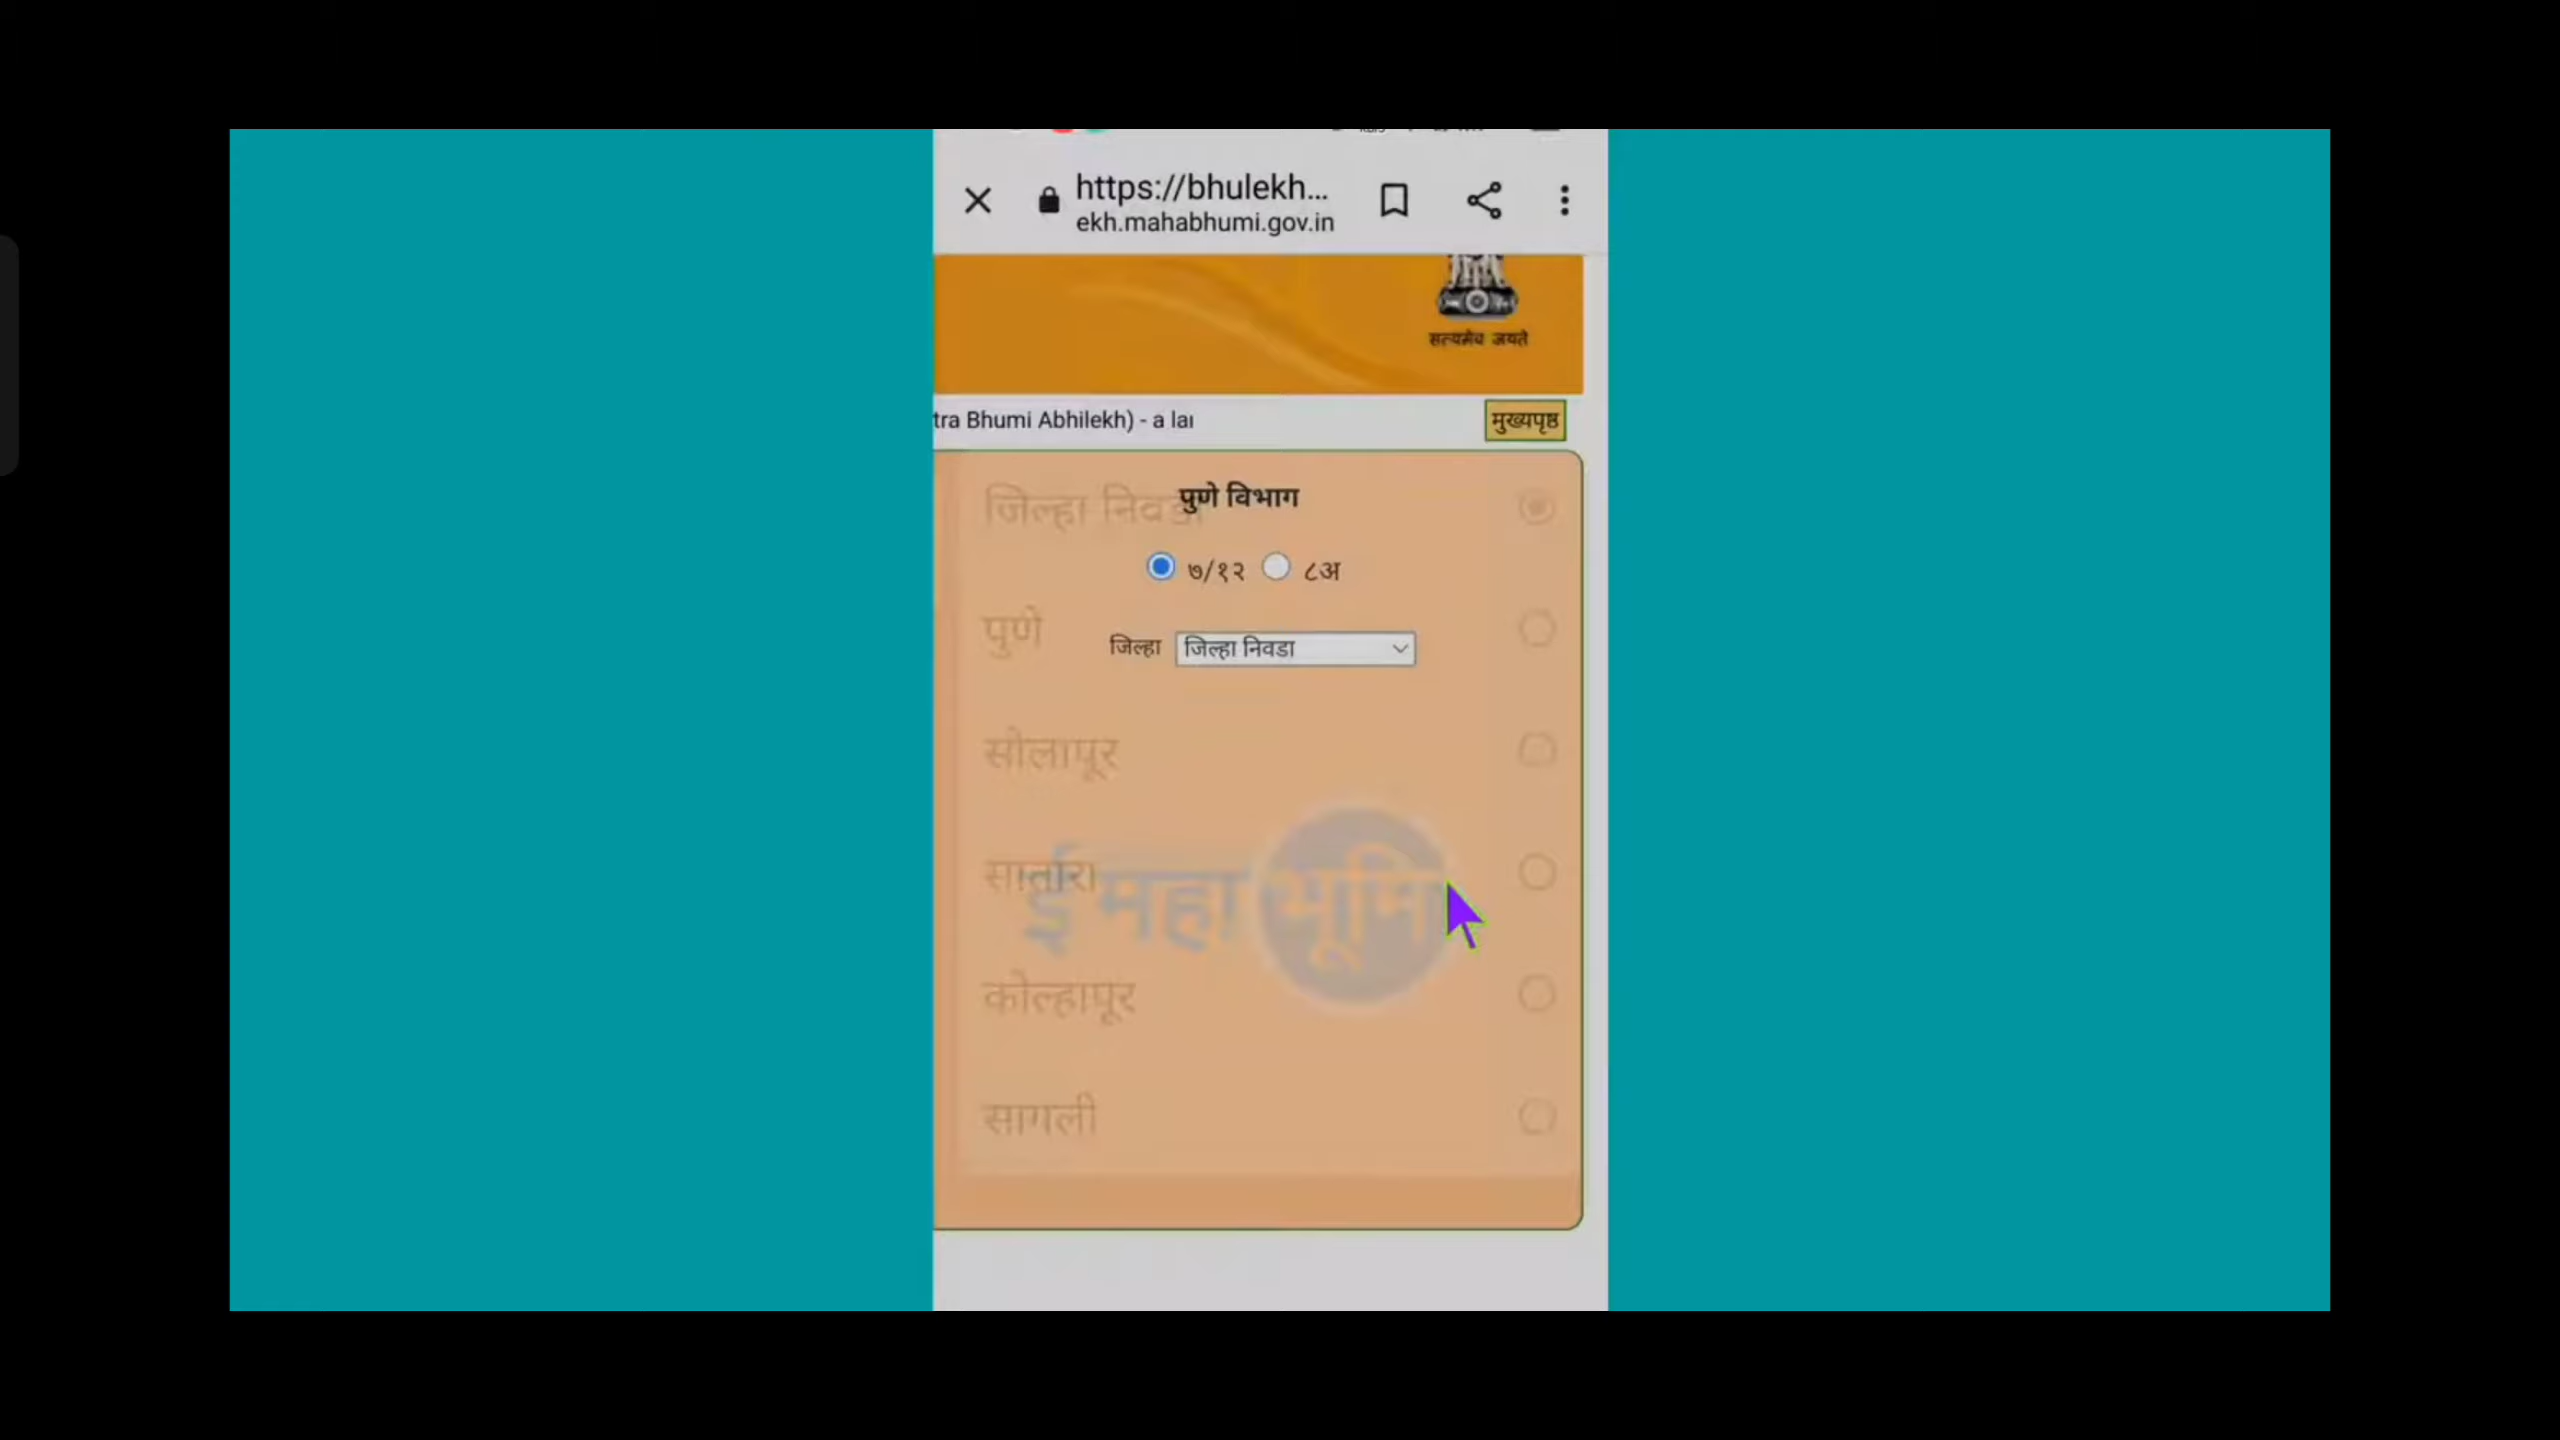 https://bhulekh...
ekh.mahabhumi.gov.in
सत्यमेव जयते
tra Bhumi Abhilekh) - a lar
मुख्यपृष्ठ
जिल्हा निवडा
पुणे विभाग
७/१२ ८अ
पुणे
जिल्हा जिल्हा निवडा
सोलापूर
सातारा
ई महा भूमि
कोल्हापूर
सागली